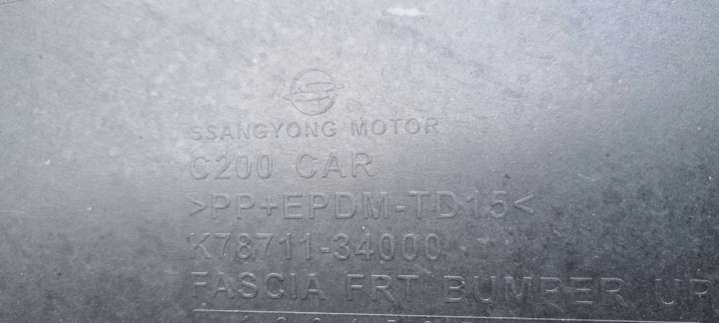 SSANGYONG MOTOR
C200 CAR
>PP+EPDM-TD15<
K78711-34000
FASCIA FRT BUMPER UP